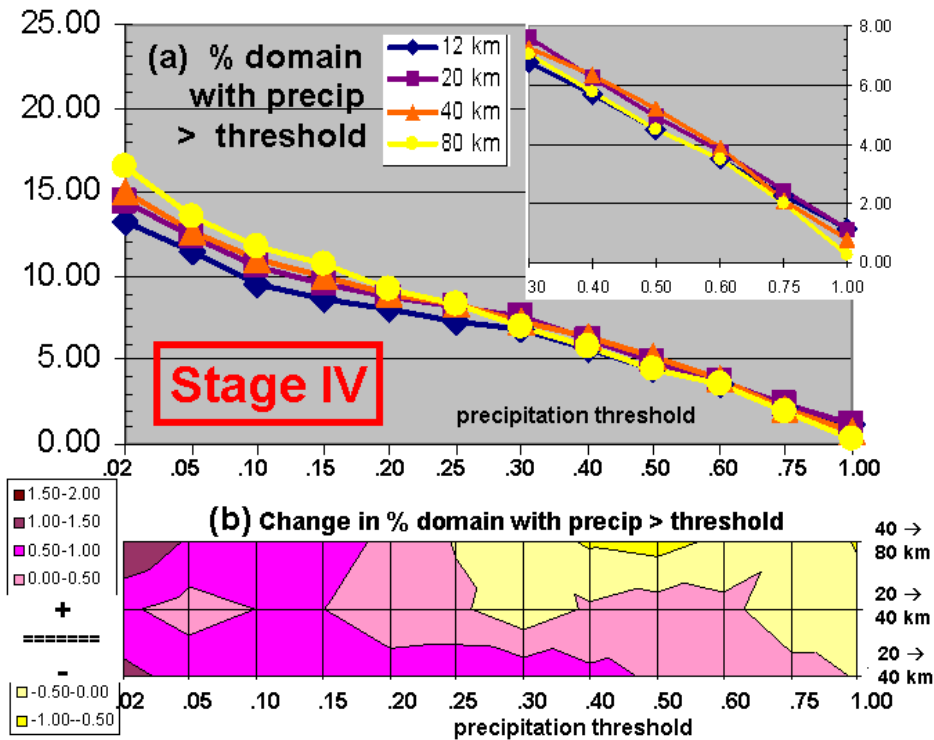 25.00
20.00
15.00
10.00
5.00
0.00
(a) % domain
with precip
> threshold
12 km
20 km
40 km
80 km
8.00
6.00
4.00
2.00
0.00
.30 0.40 0.50 0.60 0.75 1.00
Stage IV
precipitation threshold
.02 .05 .10 .15 .20 .25 .30 .40 .50 .60 .75 1.00
(b) Change in % domain with precip > threshold
1.50-2.00
1.00-1.50
0.50-1.00
0.00-0.50
+
=======
-
-0.50-0.00
-1.00--0.50
40 →
80 km
20 →
40 km
20 →
40 km
.02 .05 .10 .15 .20 .25 .30 .40 .50 .60 .75 1.00
precipitation threshold